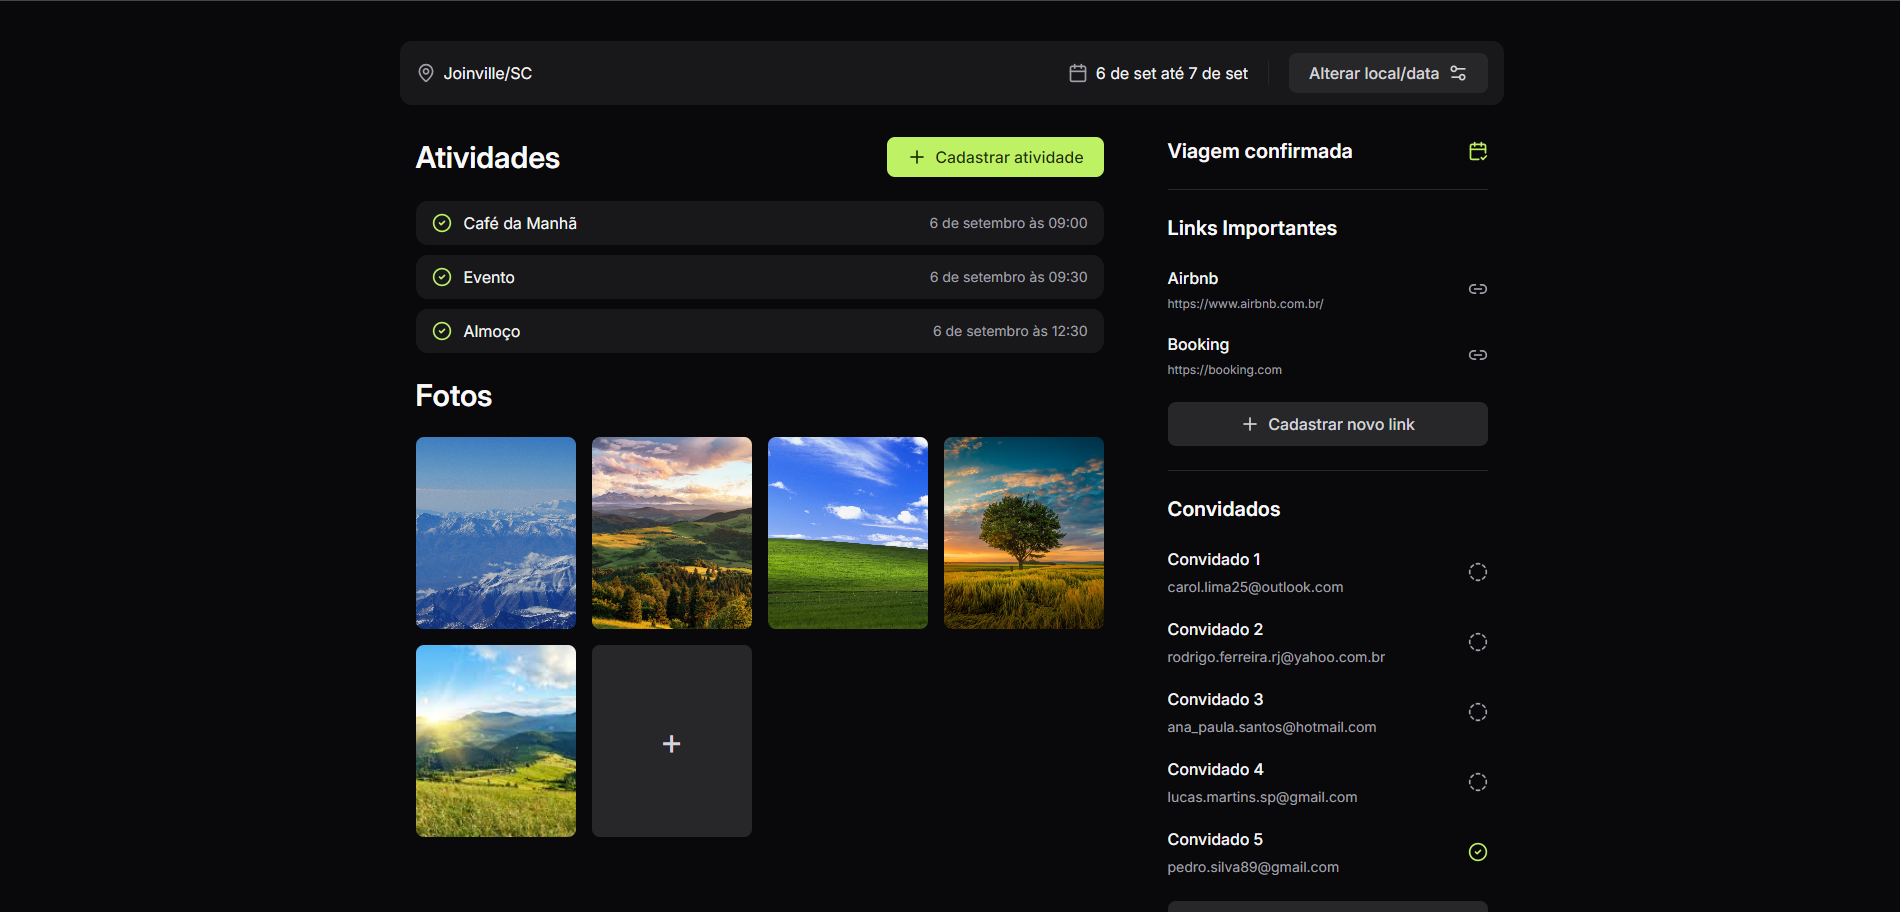 Joinville/SC
6 de set até 7 de set
Alterar local/data
Atividades
Cadastrar atividade
Café da Manhã
6 de setembro às 09:00
Evento
6 de setembro às 09:30
Almoço
6 de setembro às 12:30
Fotos
Viagem confirmada
Links Importantes
Airbnb
https://www.airbnb.com.br/
Booking
https://booking.com
Cadastrar novo link
Convidados
Convidado 1
carol.lima25@outlook.com
Convidado 2
rodrigo.ferreira.rj@yahoo.com.br
Convidado 3
ana_paula.santos@hotmail.com
Convidado 4
lucas.martins.sp@gmail.com
Convidado 5
pedro.silva89@gmail.com